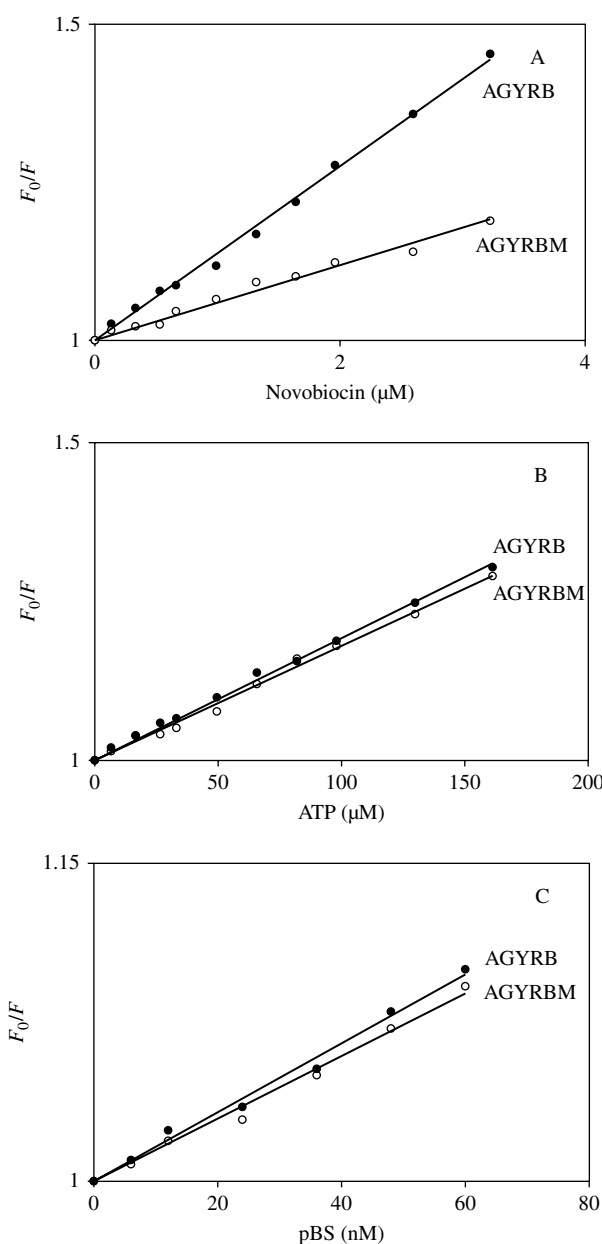 1.5
A
AGYRB
F0/F
AGYRBM
1
0
2
4
Novobiocin (µM)
1.5
B
AGYRB
F0/F
AGYRBM
1
0
50
100
150
200
ATP (µM)
1.15
C
AGYRB
AGYRBM
F0/F
1
0
20
40
60
80
pBS (nM)